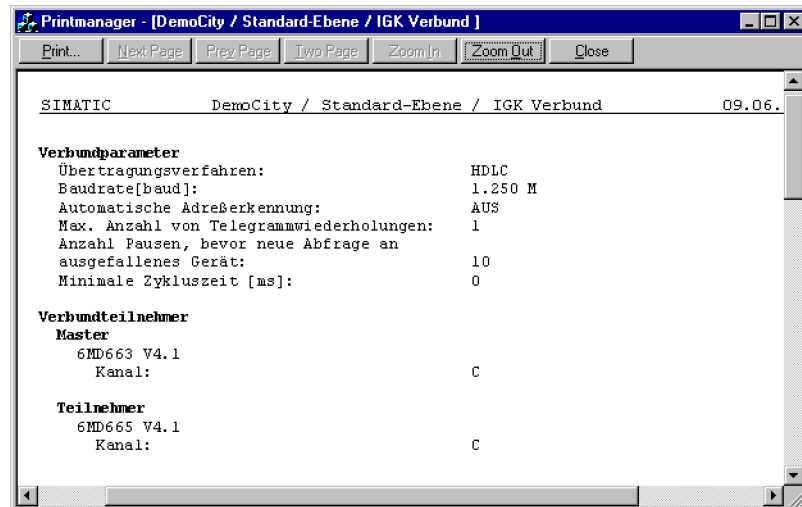 Printmanager - [DemoCity / Standard-Ebene / IGK Verbund ]
Print... Next Page Prev Page Two Page Zoom In Zoom Out Close
SIMATIC DemoCity / Standard-Ebene / IGK Verbund 09.06.
Verbundparameter
Übertragungsverfahren: HDLC
Baudrate[baud]: 1.250 M
Automatische Adreßerkennung: AUS
Max. Anzahl von Telegrammwiederholungen: 1
Anzahl Pausen, bevor neue Abfrage an
ausgefallenes Gerät: 10
Minimale Zykluszeit [ms]: 0
Verbundteilnehmer
Master
6MD663 V4.1
Kanal: C
Teilnehmer
6MD665 V4.1
Kanal: C